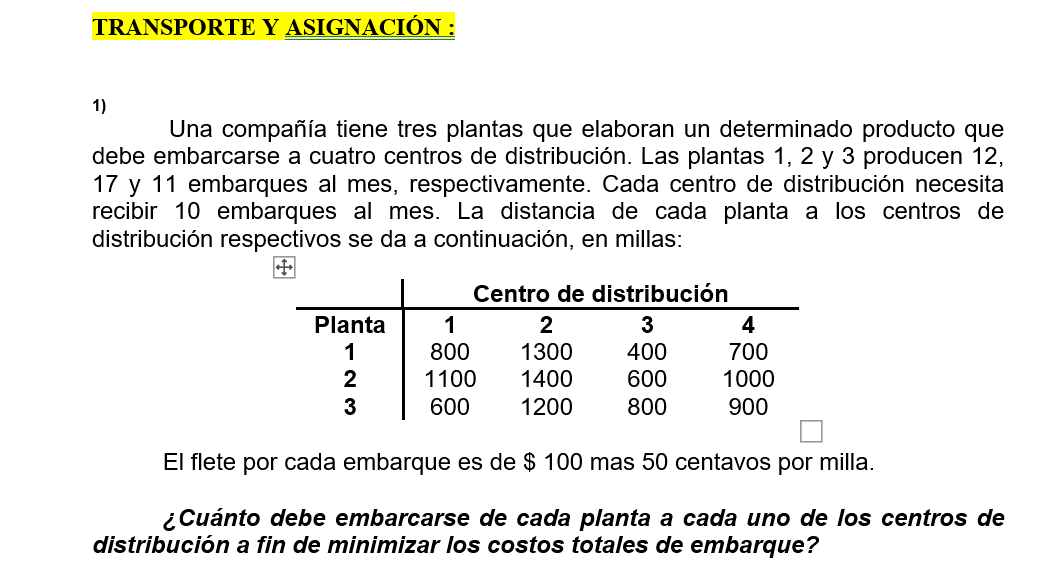 TRANSPORTE Y ASIGNACIÓN :
1)
Una compañía tiene tres plantas que elaboran un determinado producto que
debe embarcarse a cuatro centros de distribución. Las plantas 1, 2 y 3 producen 12,
17 y 11 embarques al mes, respectivamente. Cada centro de distribución necesita
recibir 10 embarques al mes. La distancia de cada planta a los centros de
distribución respectivos se da a continuación, en millas:
Centro de distribución
Planta 1 2 3 4
1 800 1300 400 700
2 1100 1400 600 1000
3 600 1200 800 900
El flete por cada embarque es de $ 100 mas 50 centavos por milla.
¿Cuánto debe embarcarse de cada planta a cada uno de los centros de
distribución a fin de minimizar los costos totales de embarque?